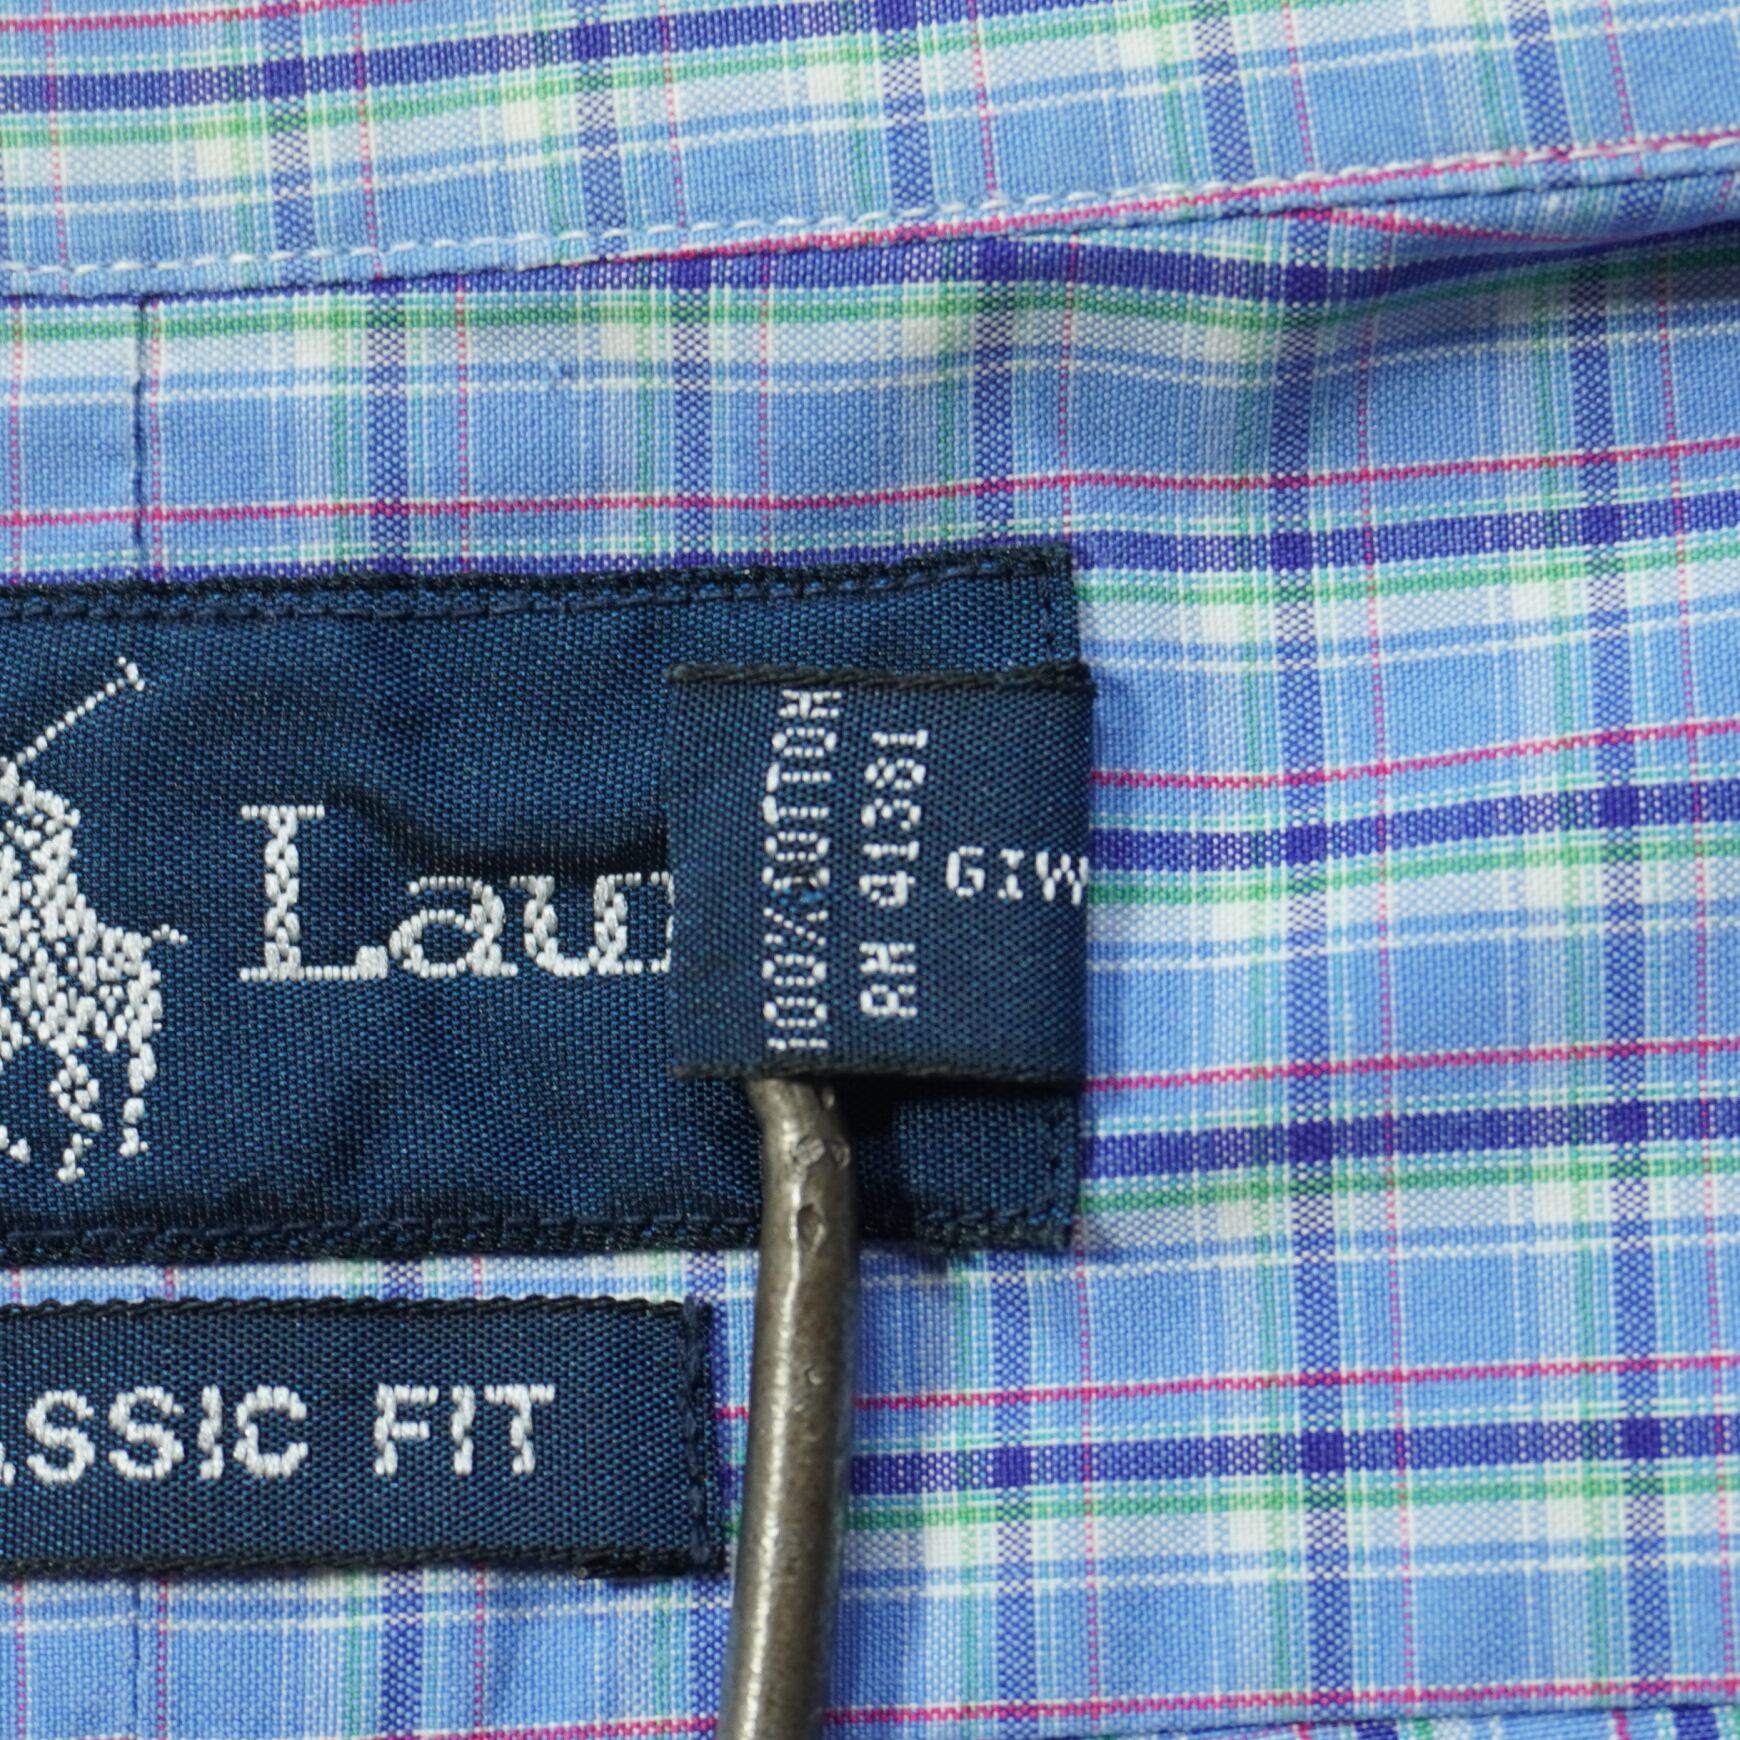 Lau
100% COTTON
RN 41381
GIW
ASSIC FIT